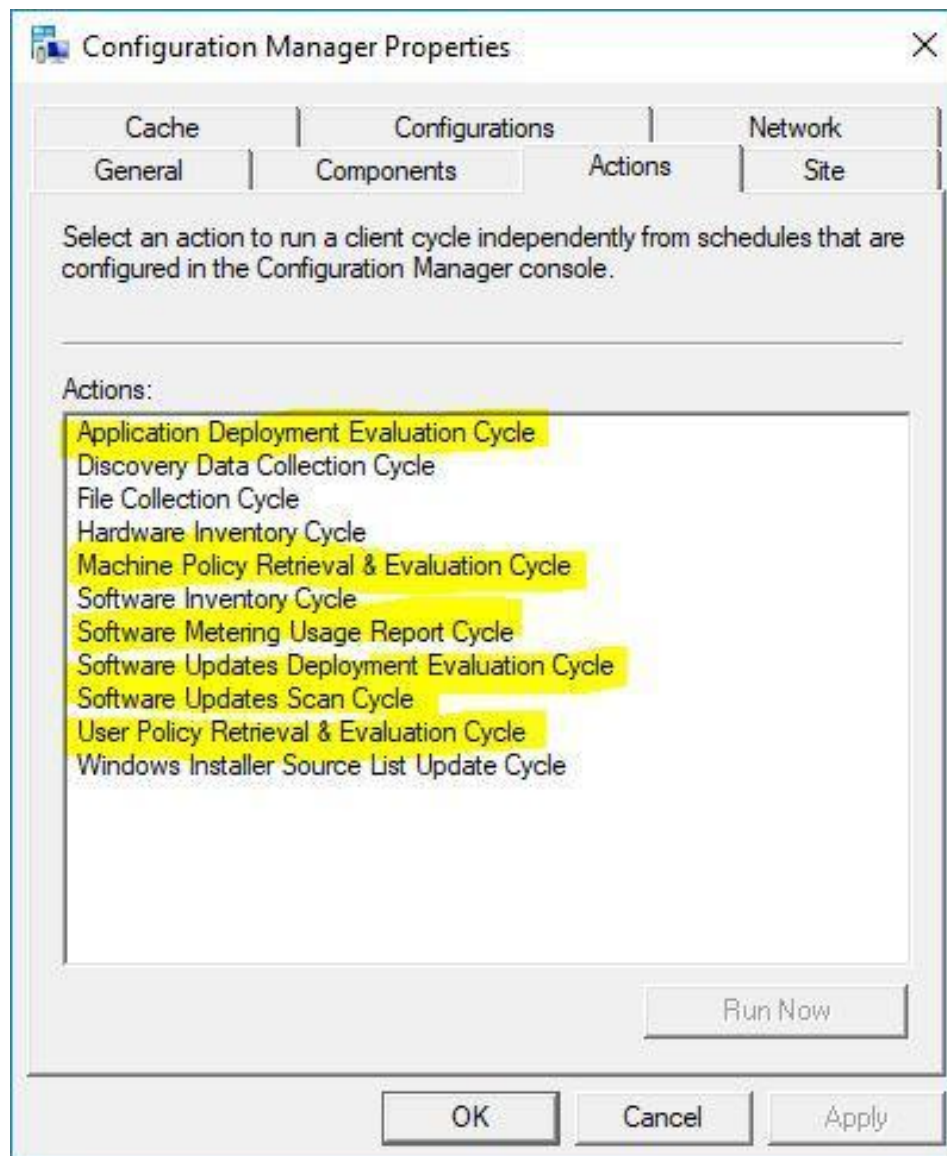 Configuration Manager Properties
Cache
Configurations
Network
General
Components
Actions
Site
Select an action to run a client cycle independently from schedules that are
configured in the Configuration Manager console.
Actions:
Application Deployment Evaluation Cycle
Discovery Data Collection Cycle
File Collection Cycle
Hardware Inventory Cycle
Machine Policy Retrieval & Evaluation Cycle
Software Inventory Cycle
Software Metering Usage Report Cycle
Software Updates Deployment Evaluation Cycle
Software Updates Scan Cycle
User Policy Retrieval & Evaluation Cycle
Windows Installer Source List Update Cycle
Run Now
OK
Cancel
Apply